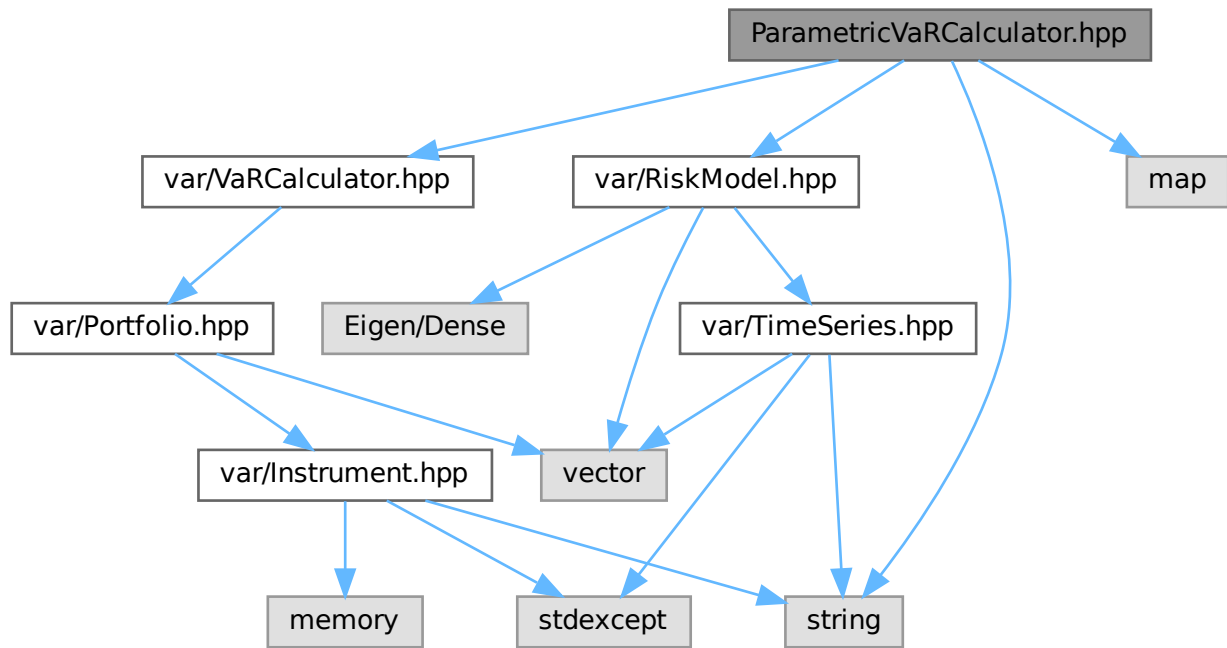 ParametricVaRCalculator.hpp
var/VaRCalculator.hpp
var/RiskModel.hpp
map
var/Portfolio.hpp
Eigen/Dense
var/TimeSeries.hpp
var/Instrument.hpp
vector
memory
stdexcept
string